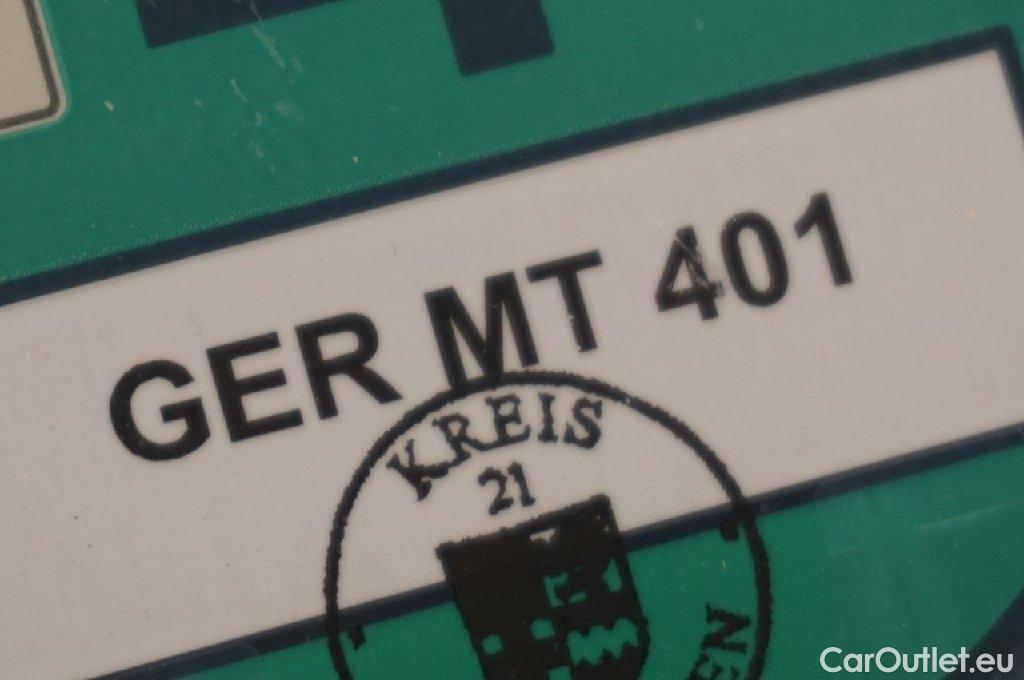 GER MT 401
KREIS
21
CarOutlet.eu